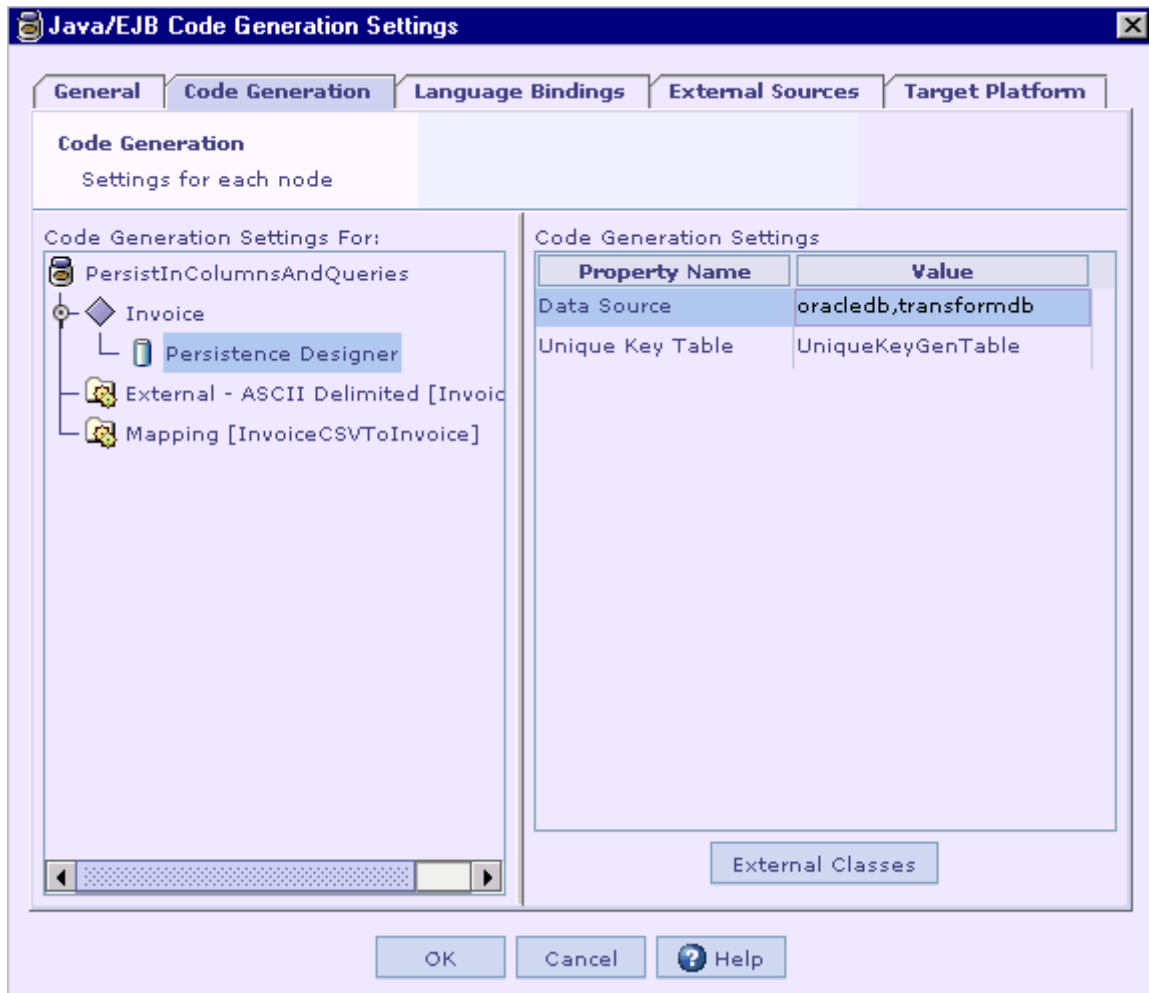 Java/EJB Code Generation Settings
General Code Generation Language Bindings External Sources Target Platform
Code Generation
Settings for each node
Code Generation Settings For:
PersistInColumnsAndQueries
Invoice
Persistence Designer
External - ASCII Delimited [Invoic
Mapping [InvoiceCSVToInvoice]
Code Generation Settings
Property Name Value
Data Source oracledb,transformdb
Unique Key Table UniqueKeyGenTable
External Classes
OK Cancel Help